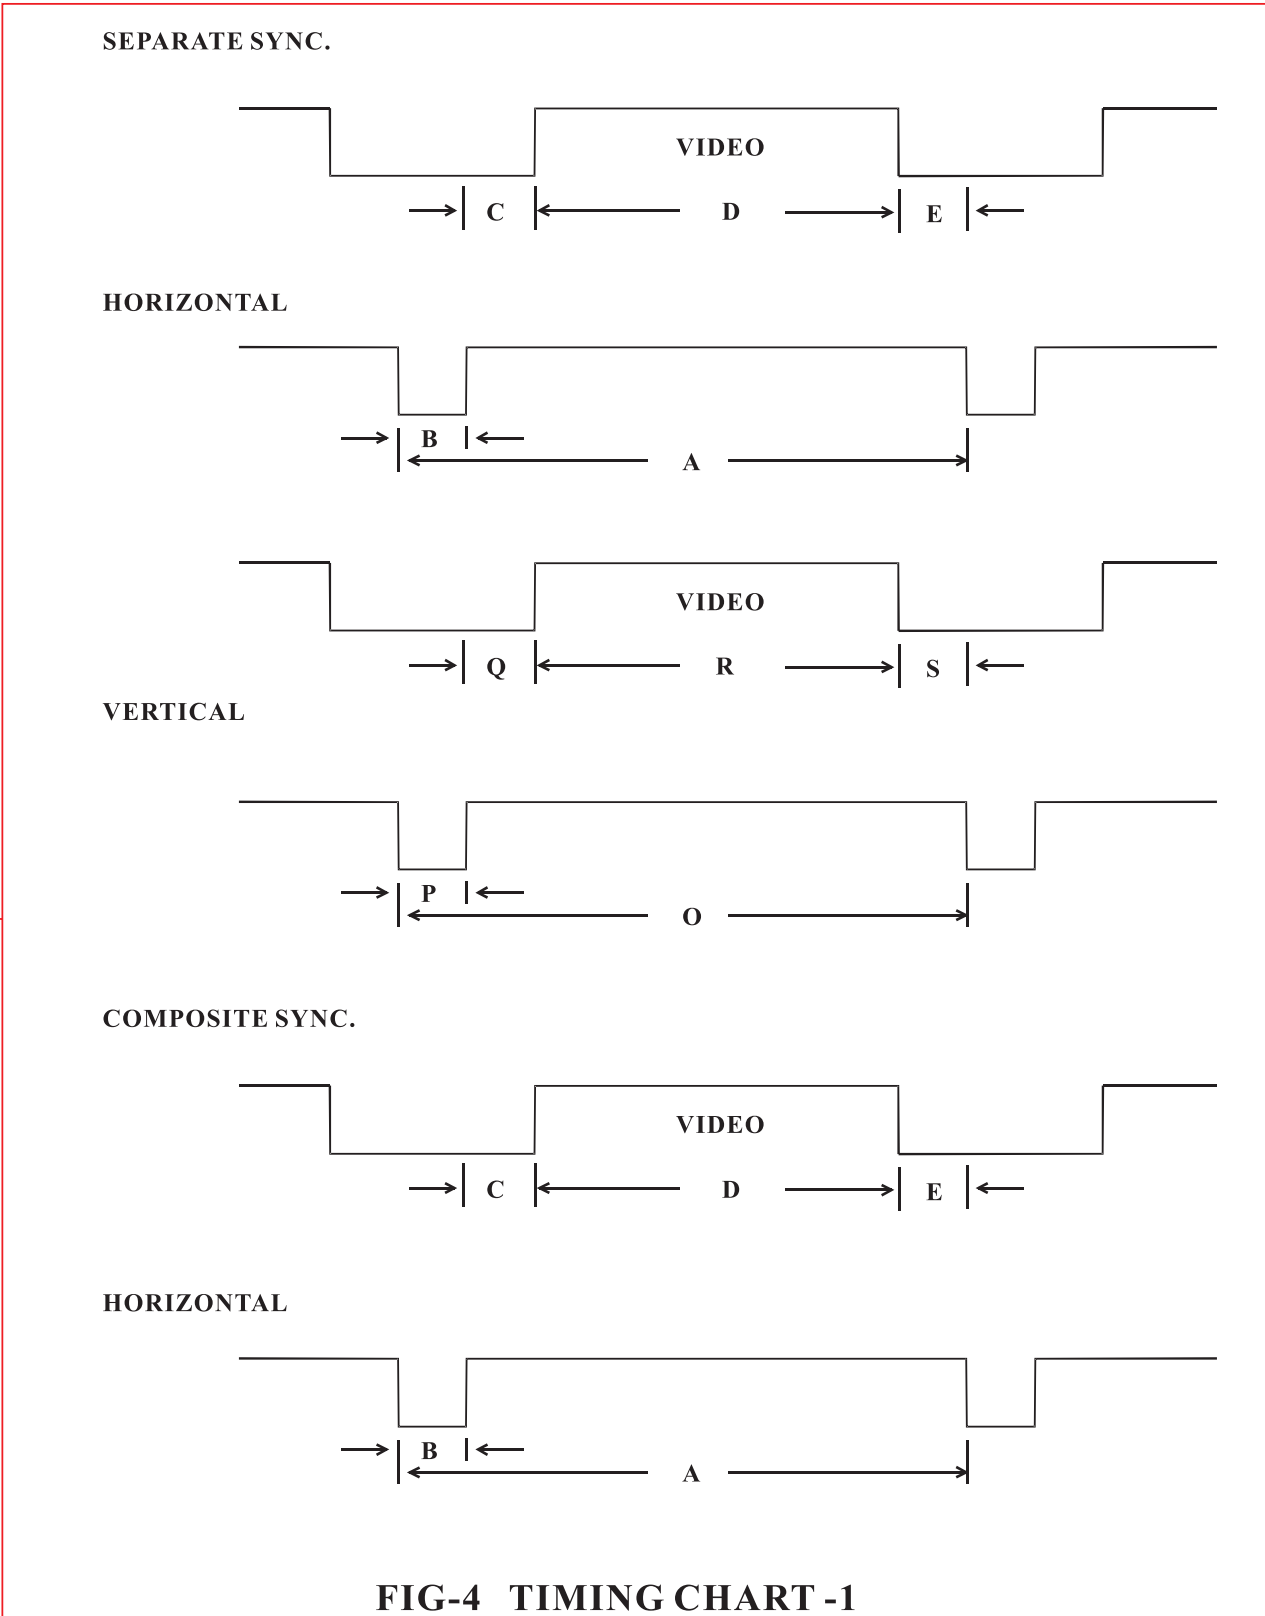 SEPARATE SYNC.
VIDEO
C D E
HORIZONTAL
B
A
VIDEO
Q R S
VERTICAL
P
O
COMPOSITE SYNC.
VIDEO
C D E
HORIZONTAL
B
A
FIG-4 TIMING CHART -1